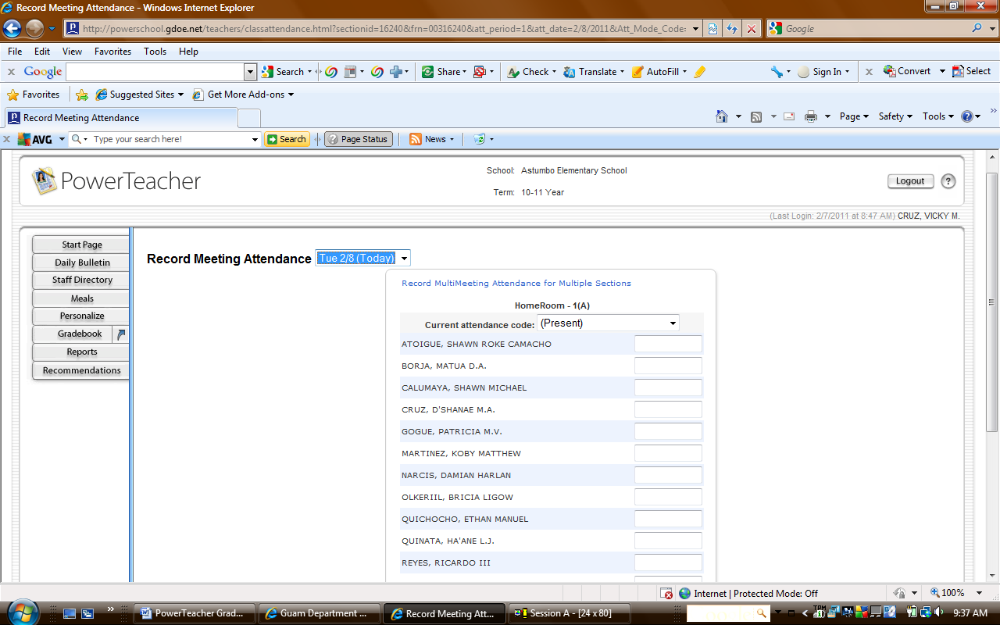 Record Meeting Attendance - Windows Internet Explorer
http://powerschool.gdoe.net/teachers/classattendance.html?sectionid=16240&frn=00316240&att_period=1&att_date=2/8/2011&Att_Mode_Code:
Google
File Edit View Favorites Tools Help
Google Search Share Check Translate AutoFill Sign In Convert Select
Favorites Suggested Sites Get More Add-ons
Record Meeting Attendance Page Safety Tools
AVG Type your search here! Search Page Status News
PowerTeacher
School: Astumbo Elementary School
Term: 10-11 Year
Logout ?
(Last Login: 2/7/2011 at 8:47 AM) CRUZ, VICKY M.
Start Page
Daily Bulletin
Staff Directory
Meals
Personalize
Gradebook
Reports
Recommendations
Record Meeting Attendance Tue 2/8 (Today)
Record MultiMeeting Attendance for Multiple Sections
HomeRoom - 1(A)
Current attendance code: (Present)
ATOIGUE, SHAWN ROKE CAMACHO
BORJA, MATUA D.A.
CALUMAYA, SHAWN MICHAEL
CRUZ, D'SHANAE M.A.
GOGUE, PATRICIA M.V.
MARTINEZ, KOBY MATTHEW
NARCIS, DAMIAN HARLAN
OLKERIIL, BRICIA LIGOW
QUICHOCHO, ETHAN MANUEL
QUINATA, HA'ANE L.J.
REYES, RICARDO III
Internet | Protected Mode: Off 100%
PowerTeacher Grad... Guam Department ... Record Meeting Att... Session A - [24 x 80] 9:37 AM